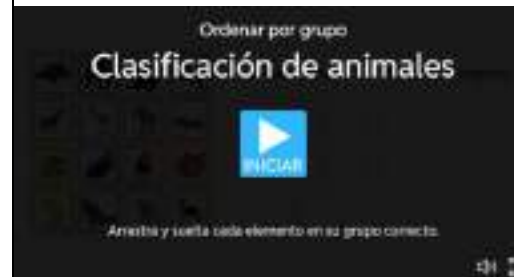 Ordenar por grupo
Clasificación de animales
INICIAR
Arrastra y suelta cada elemento en su grupo correcto.